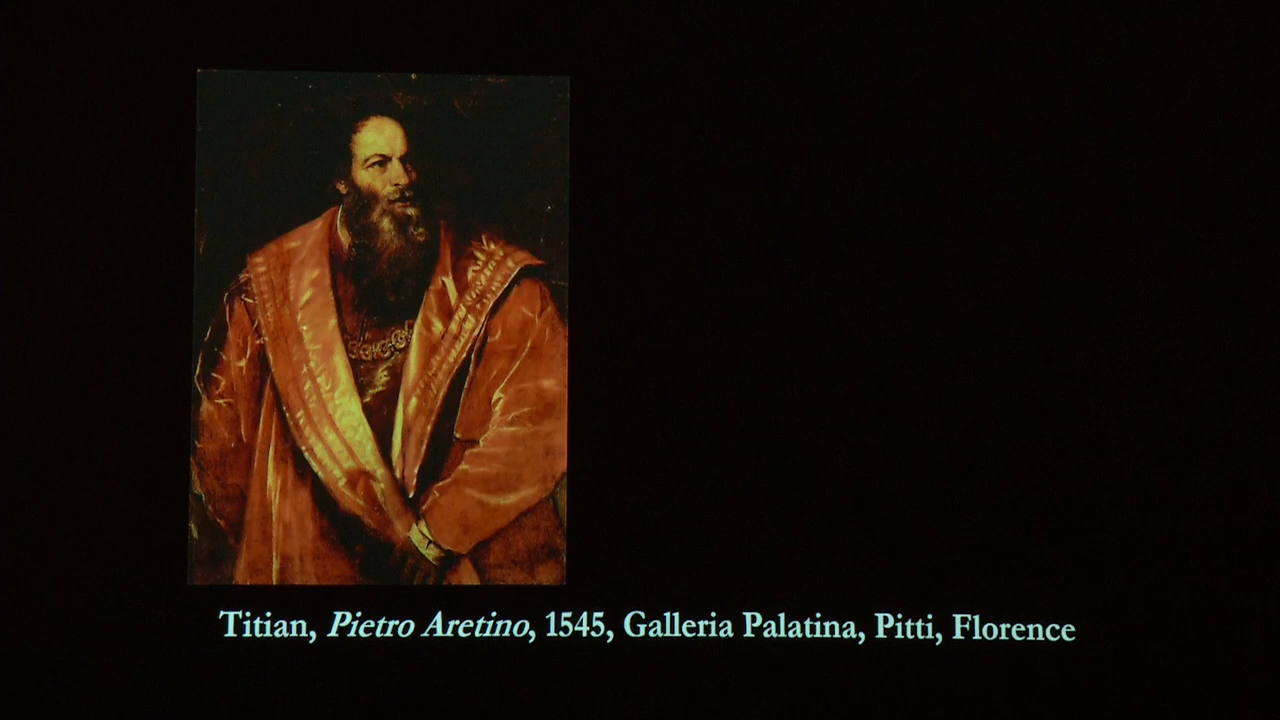 Titian, Pietro Aretino, 1545, Galleria Palatina, Pitti, Florence